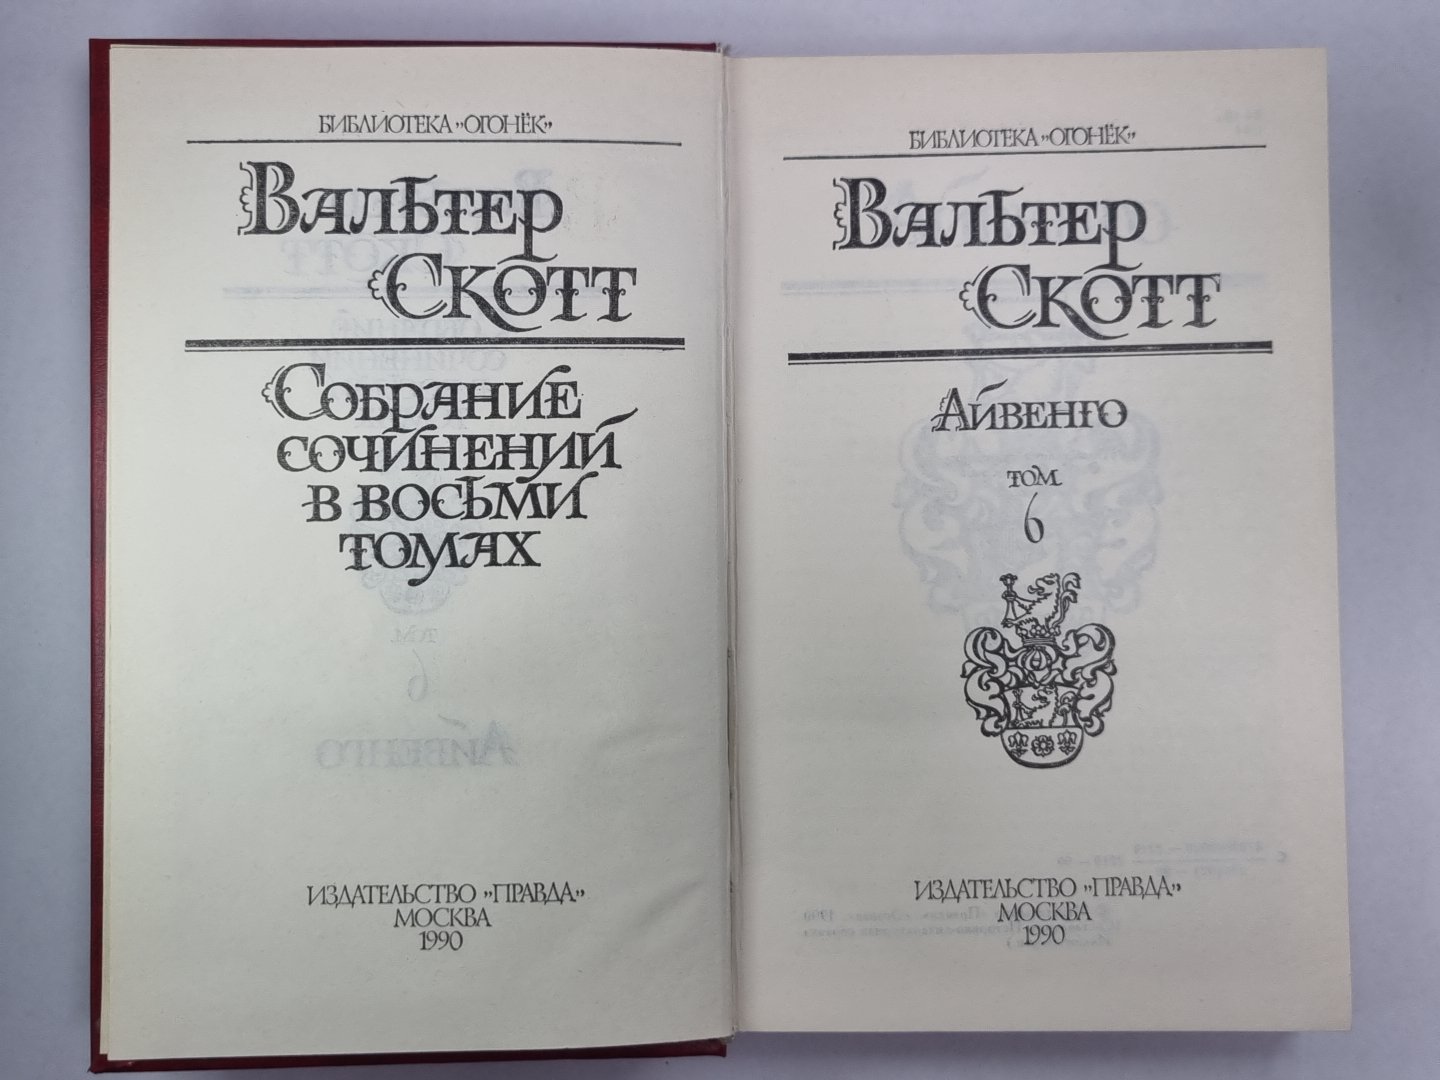 БИБЛИОТЕКА „ОГОНЁК”
ВАЛЬТЕР
СКОТТ
СОБРАНИЕ
СОЧИНЕНИЙ
В ВОСЬМИ
ТОМАХ
ИЗДАТЕЛЬСТВО „ПРАВДА”
МОСКВА
1990
БИБЛИОТЕКА „ОГОНЁК”
ВАЛЬТЕР
СКОТТ
АЙВЕНГО
ТОМ
6
ИЗДАТЕЛЬСТВО „ПРАВДА”
МОСКВА
1990